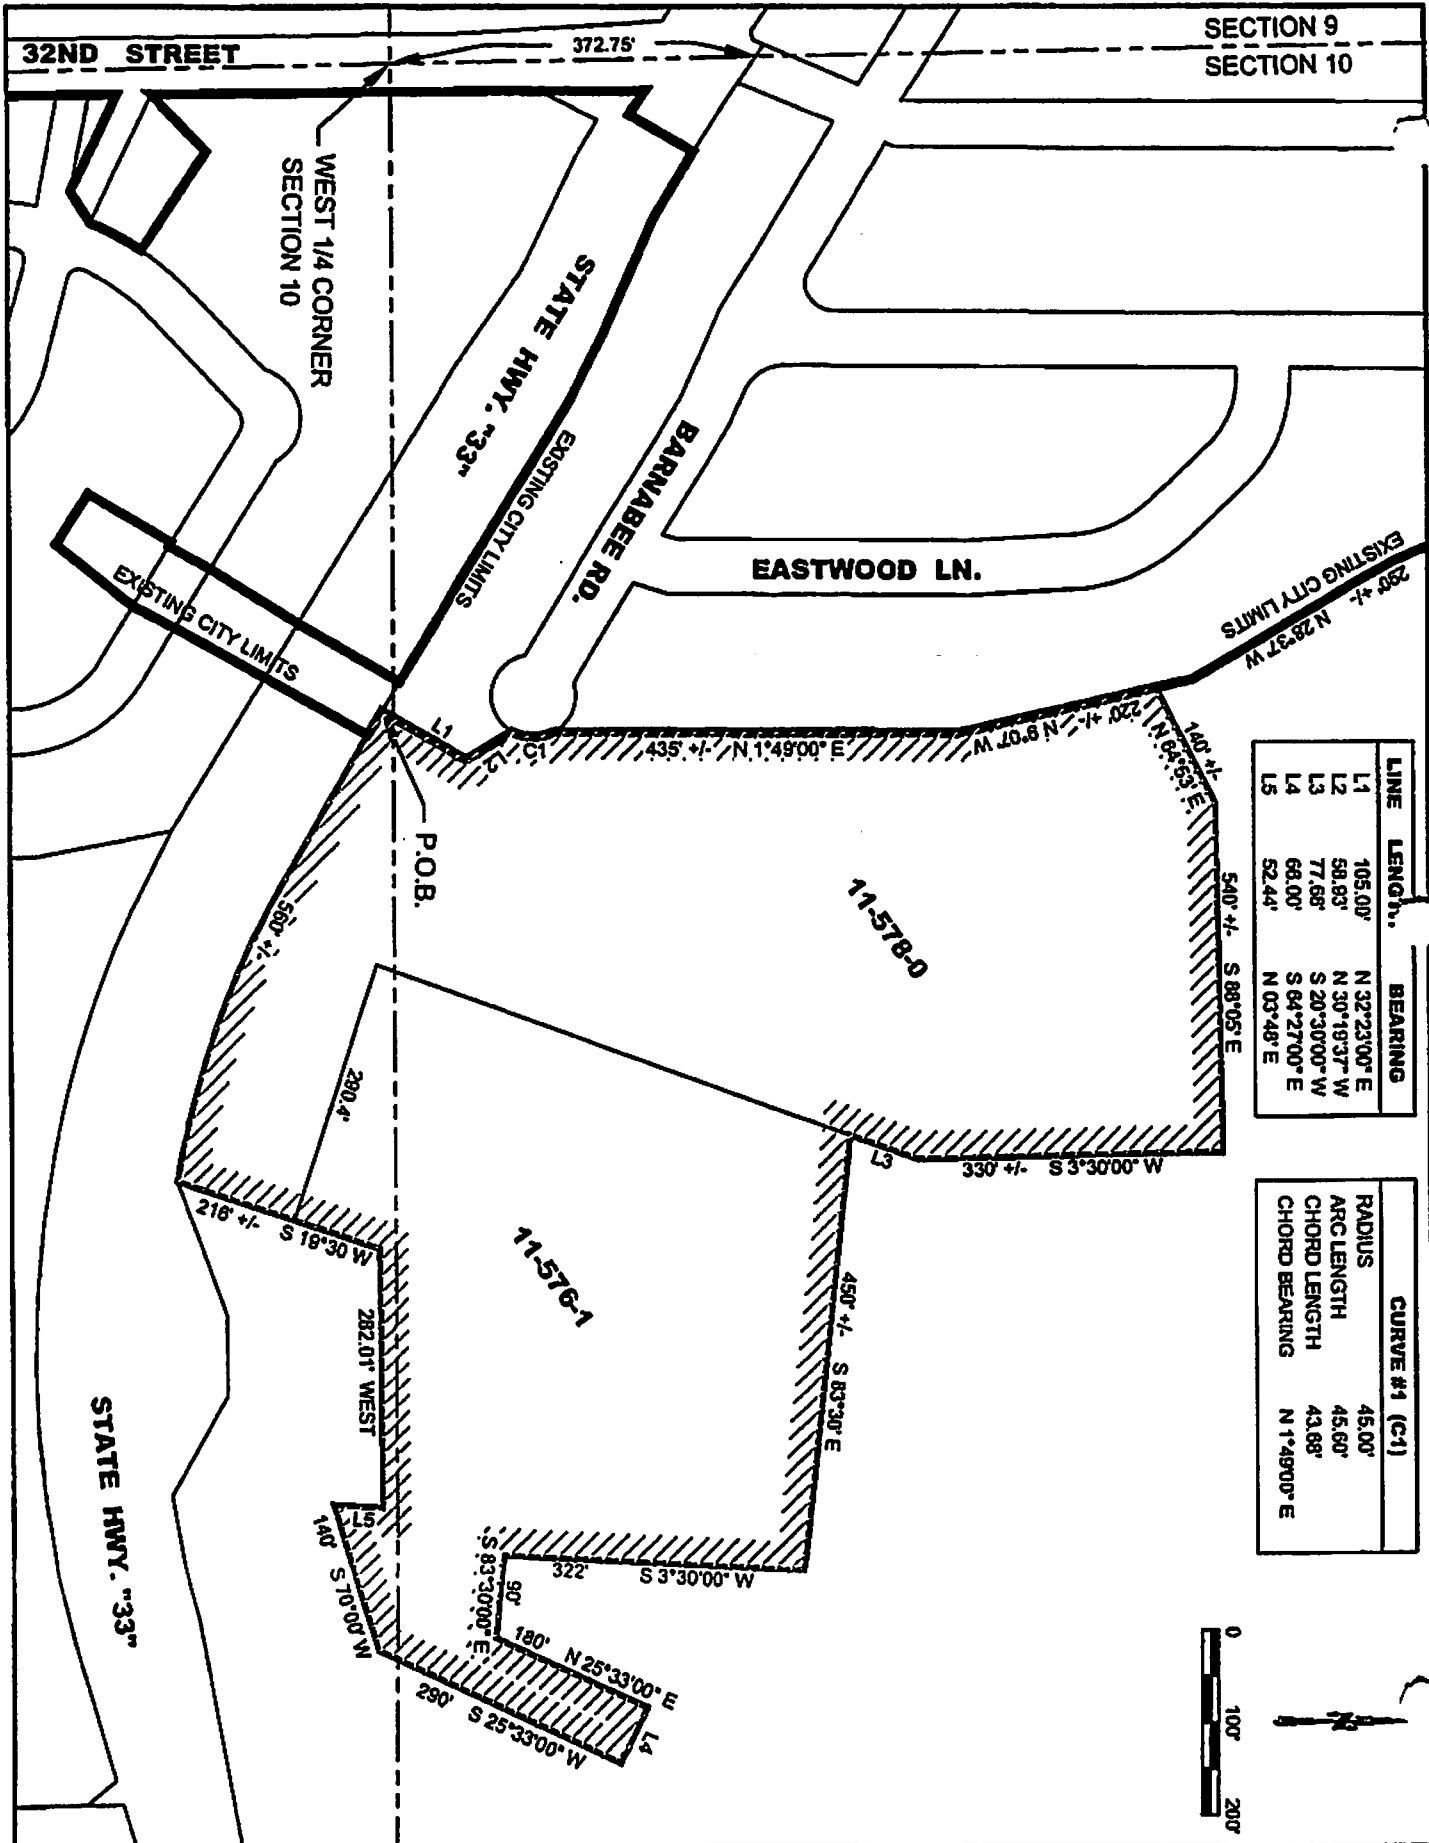 SECTION 9
SECTION 10
32ND STREET
372.75'
WEST 1/4 CORNER
SECTION 10
STATE HWY. "33"
EXISTING CITY LIMITS
BARNABEE RD.
EASTWOOD LN.
EXISTING CITY LIMITS
290' +/- N 28°37' W
EXISTING CITY LIMITS
L1
L2
C1
435' +/- N 1°49'00" E
220' +/- N 9°07' W
140' +/-
N 64°53' E
540' +/- S 88°05' E
P.O.B.
11-578-0
330' +/- S 3°30'00" W
L3
560' +/-
290.4'
216' +/- S 19°30 W
11-576-1
450' +/- S 83°30' E
282.01' WEST
L5
140' S 70°00' W
322' S 3°30'00" W
90'
S 83°30'00" E
180' N 25°33'00" E
L4
290' S 25°33'00" W
STATE HWY. "33"
LINE BEARING
L1 105.00' N 32°23'00" E
L2 58.93' N 30°19'37" W
L3 77.68' S 20°30'00" W
L4 66.00' S 64°27'00" E
L5 52.44' N 03°48' E
CURVE #1 (C1)
RADIUS 45.00'
ARC LENGTH 45.60'
CHORD LENGTH 43.68'
CHORD BEARING N 1°49'00" E
N
0 100' 200'